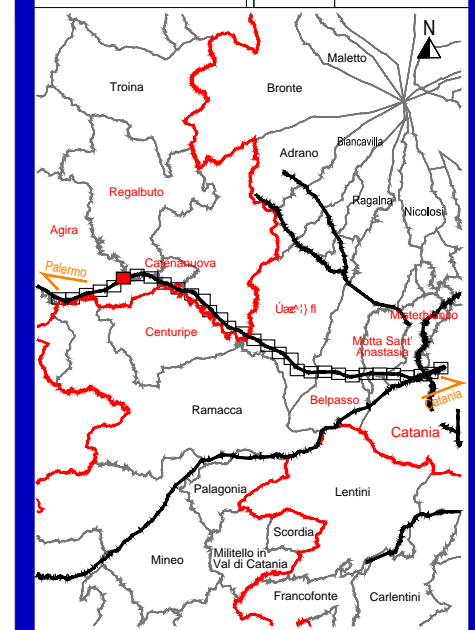 N
Maletto
Troina
Bronte
Biancavilla
Adrano
Regalbuto
Ragalna
Nicolosi
Agira
Catenanuova
Palermo
Misterbianco
Centuripe
Motta Sant'
Anastasia
Catania
Belpasso
Ramacca
Catania
Palagonia
Lentini
Scordia
Mineo
Militello in
Val di Catania
Francofonte
Carlentini